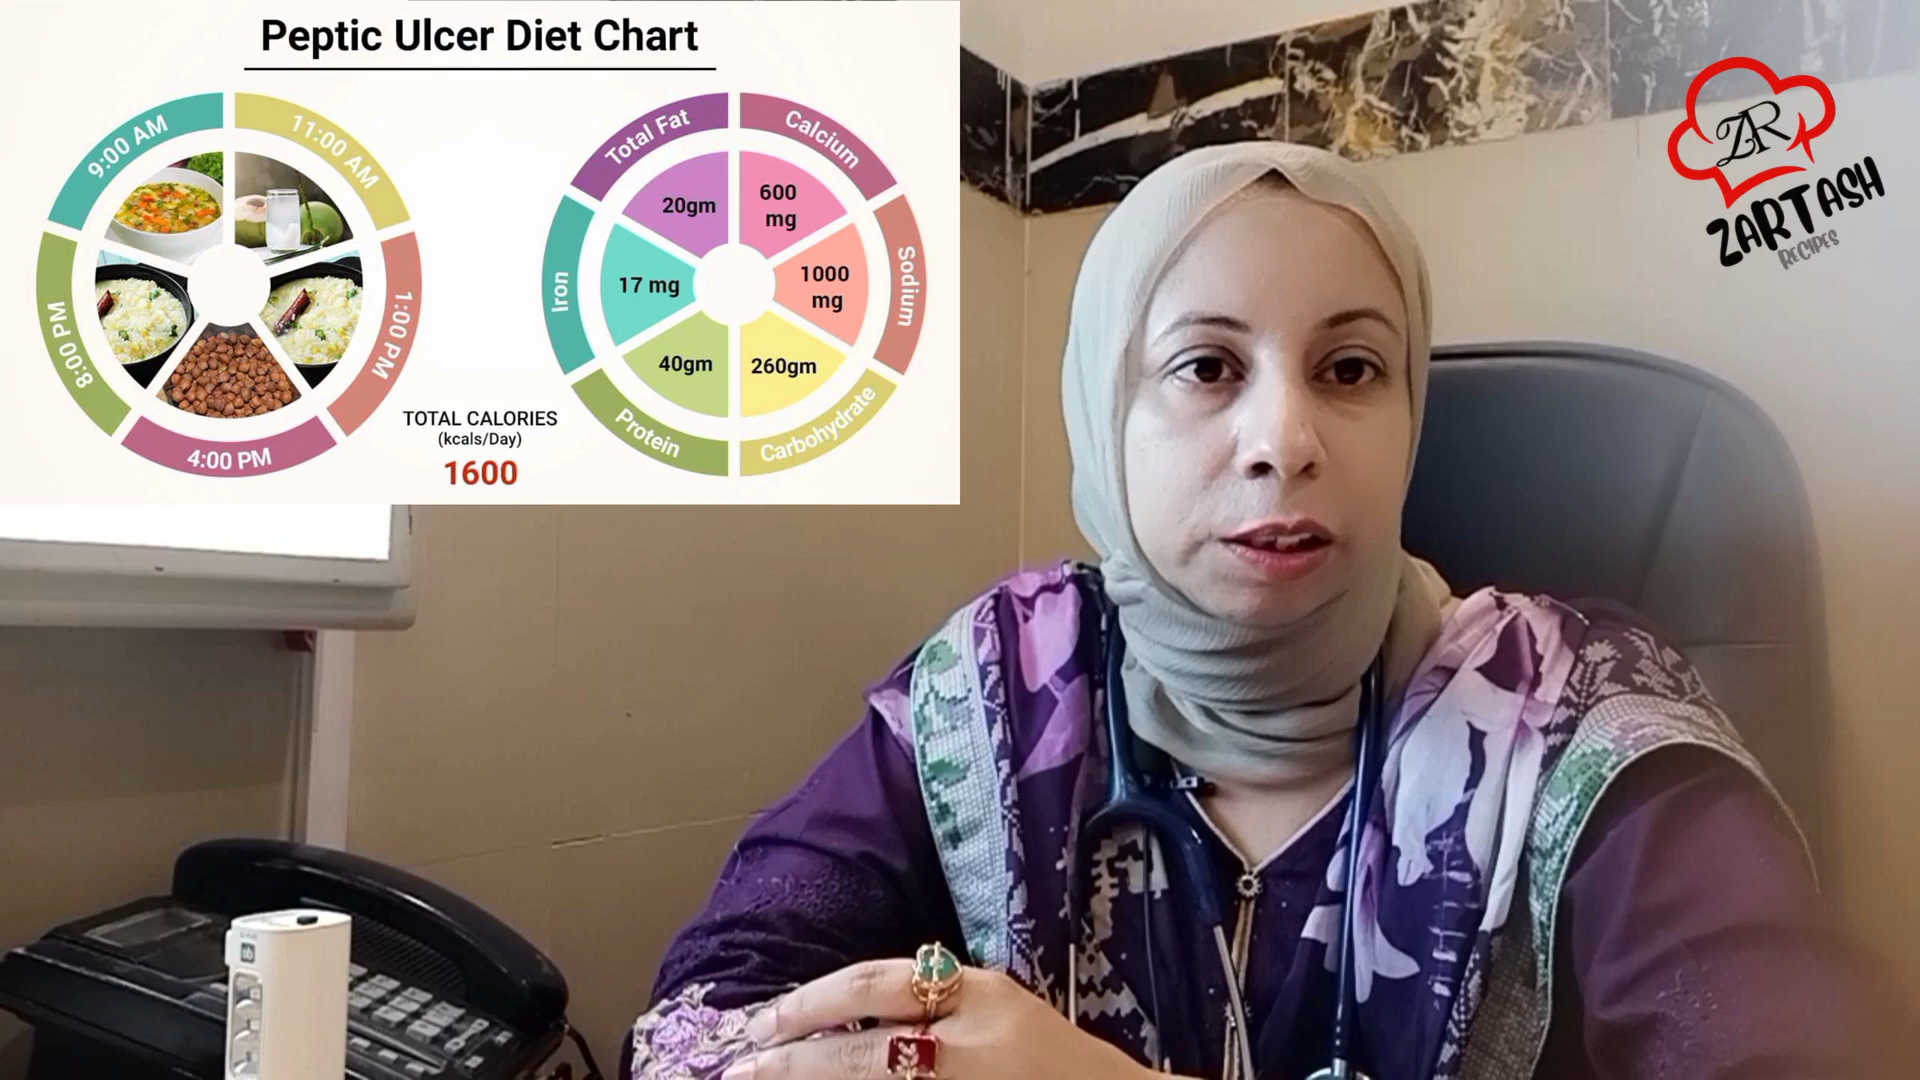 Peptic Ulcer Diet Chart
9:00 AM
11:00 AM
1:00 PM
4:00 PM
8:00 PM
TOTAL CALORIES
(kcals/Day)
1600
Total Fat
20gm
Calcium
600
mg
Sodium
1000
mg
Carbohydrate
260gm
Protein
40gm
Iron
17 mg
ZR
ZARTASH
RECIPES